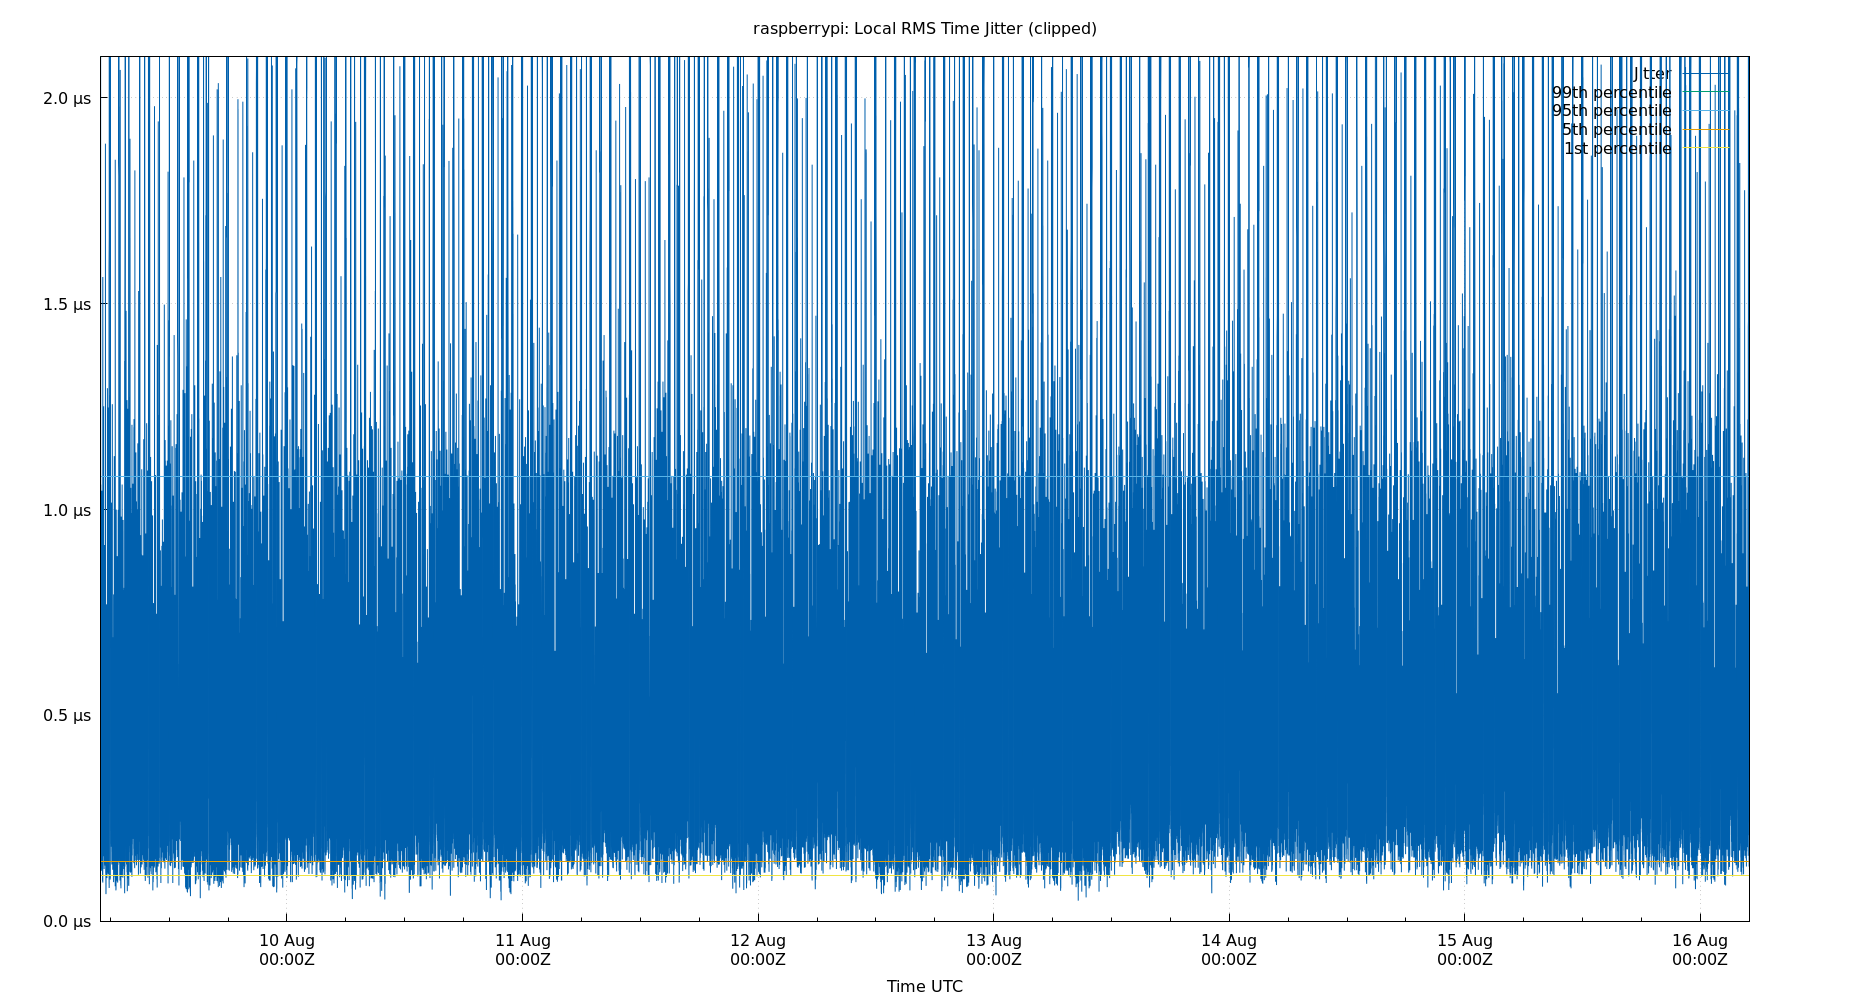 raspberrypi: Local RMS Time Jitter (clipped)
Jitter
99th percentile
95th percentile
5th percentile
1st percentile
2.0 µs
1.5 µs
1.0 µs
0.5 µs
0.0 µs
10 Aug 11 Aug 12 Aug 13 Aug 14 Aug 15 Aug 16 Aug
00:00Z 00:00Z 00:00Z 00:00Z 00:00Z 00:00Z 00:00Z
Time UTC